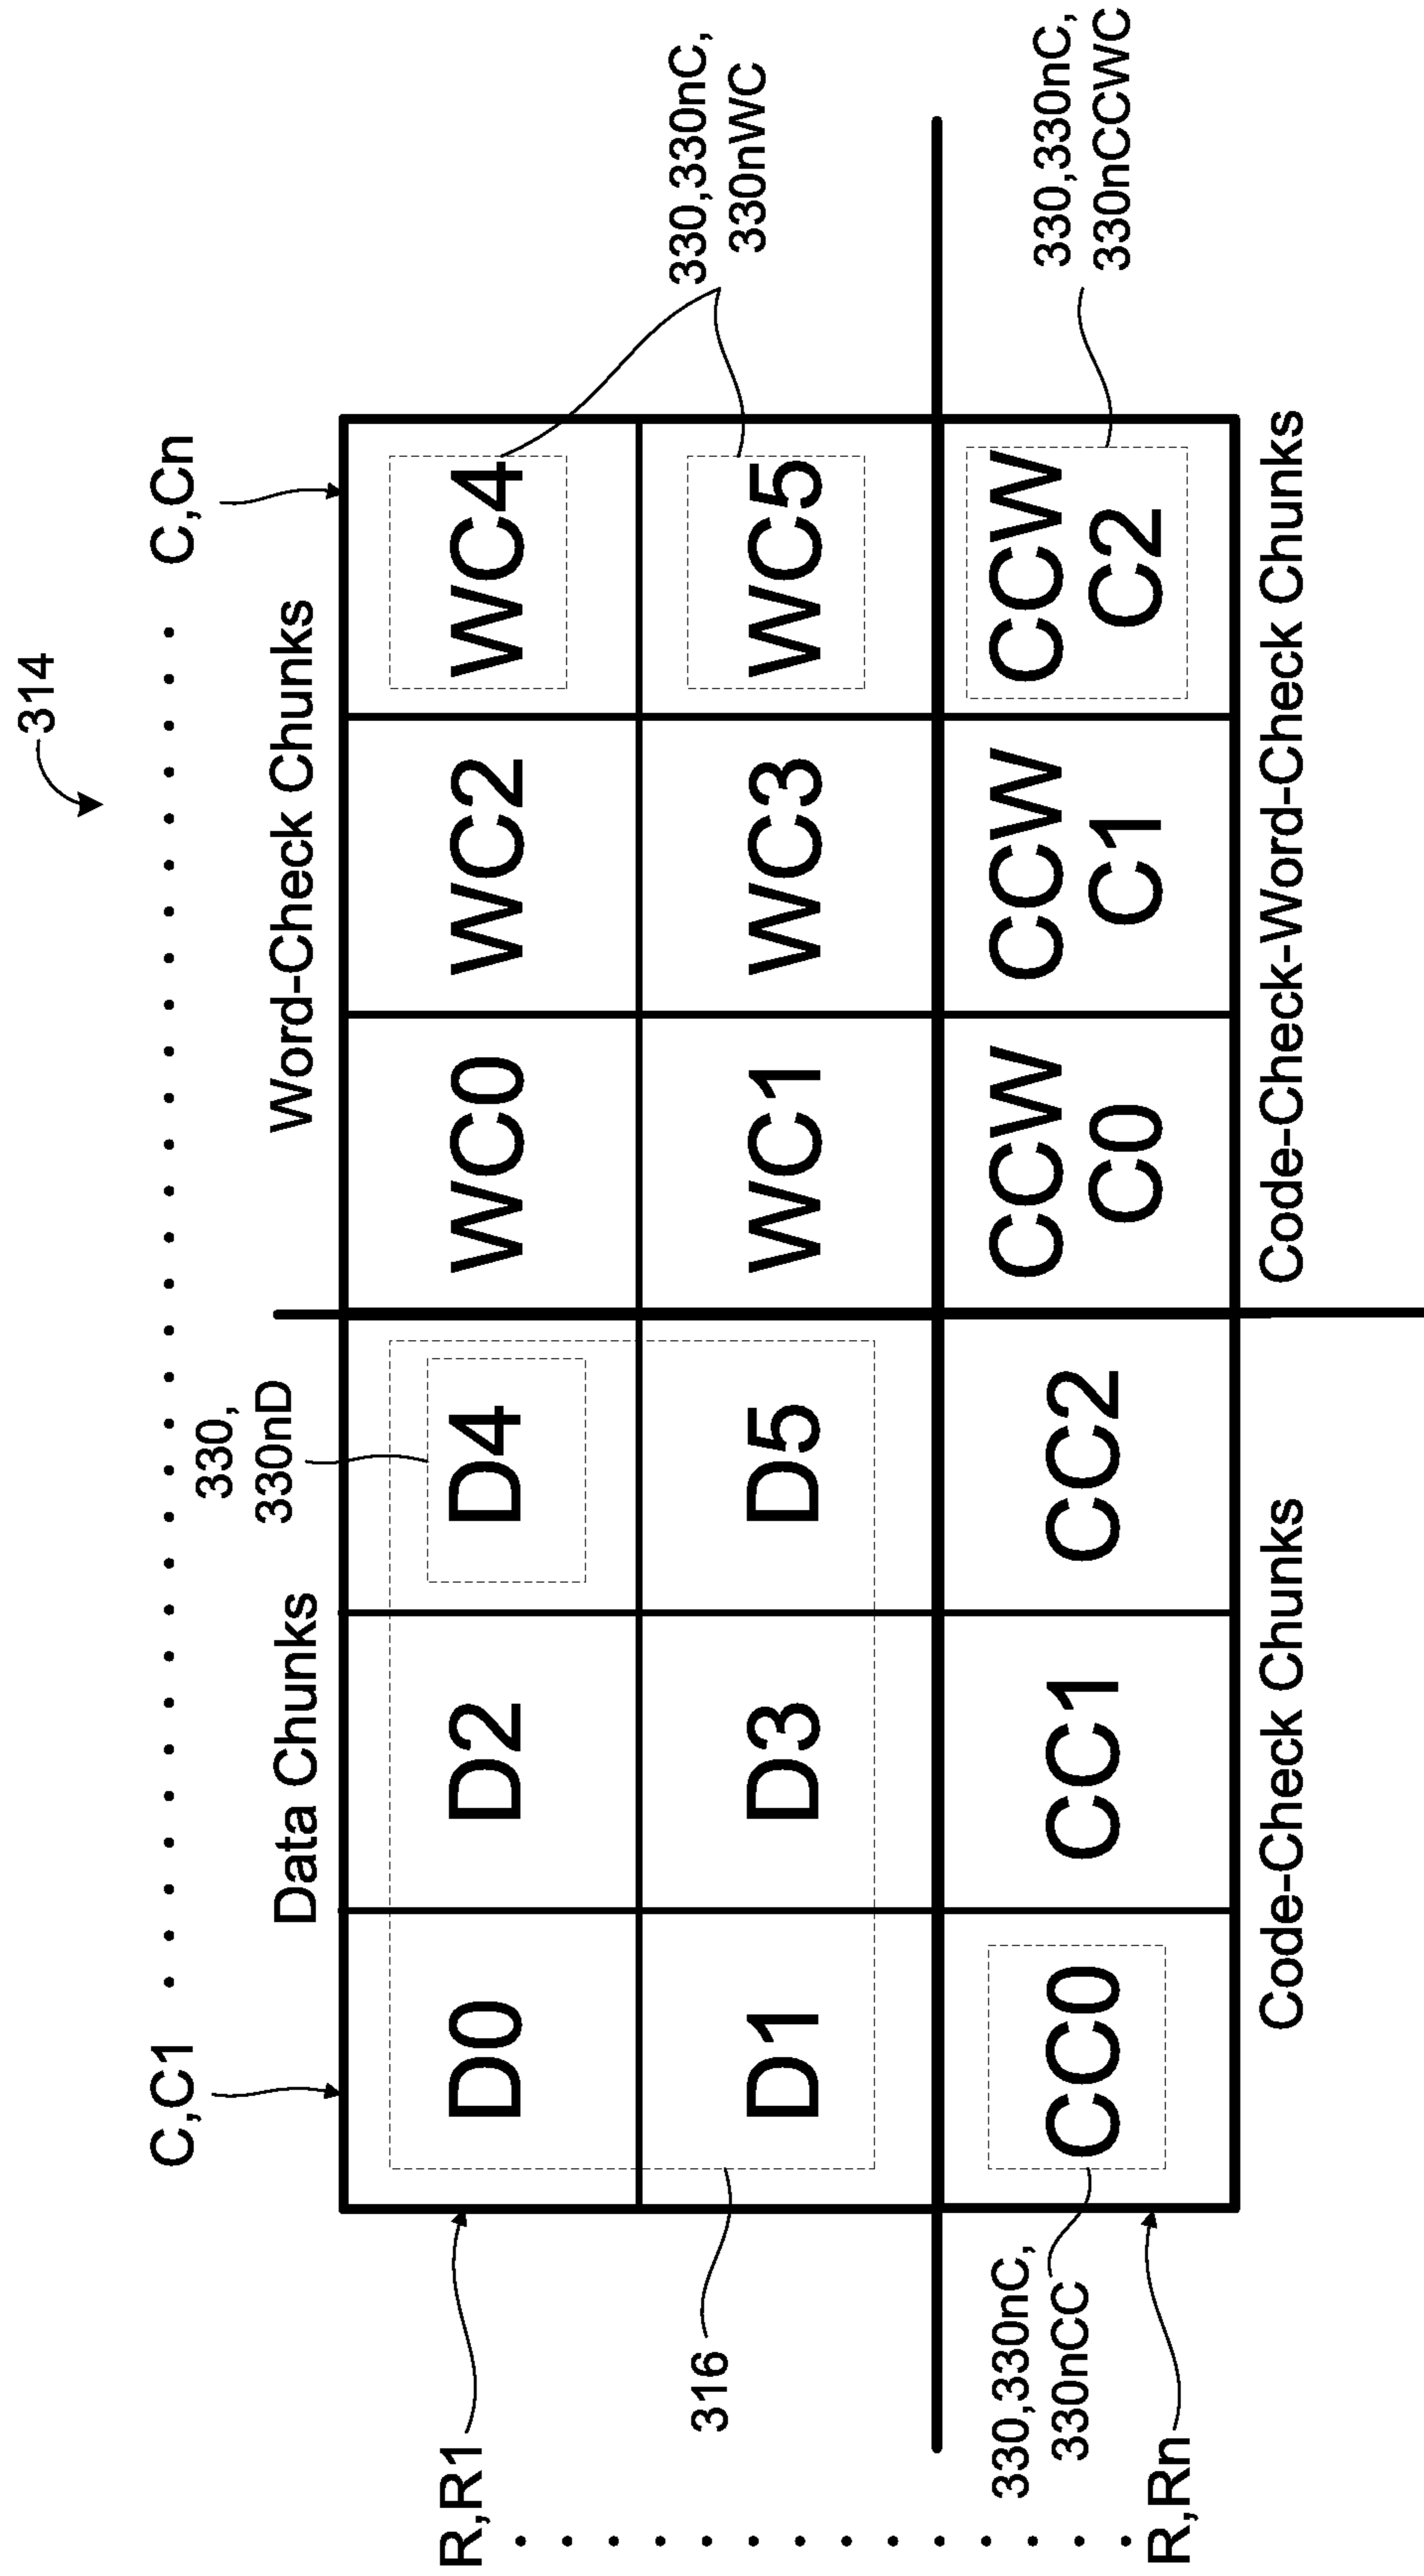 314
C,C1
C,Cn
330,
330nD
Data Chunks
Word-Check Chunks
R,R1
D0
D2
D4
WC0
WC2
WC4
330,330nC,
330nWC
316
D1
D3
D5
WC1
WC3
WC5
330,330nC,
330nCC
R,Rn
CC0
CC1
CC2
CCW
C0
CCW
C1
CCW
C2
330,330nC,
330nCCWC
Code-Check Chunks
Code-Check-Word-Check Chunks